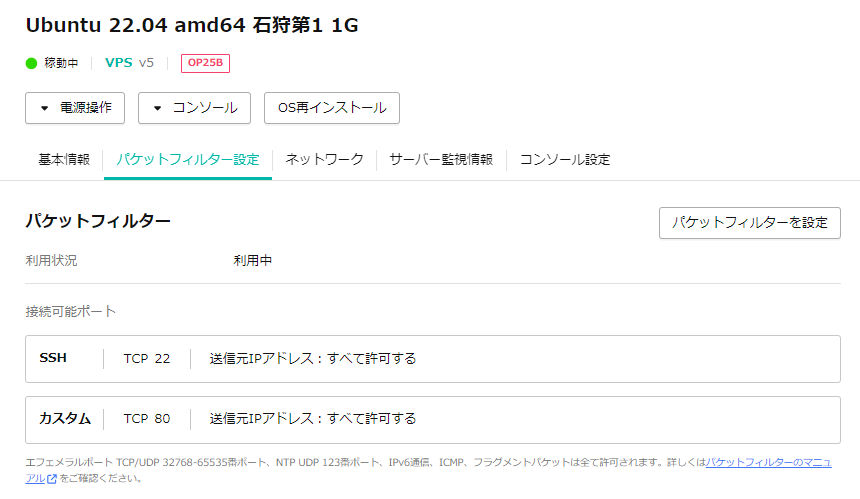 Ubuntu 22.04 amd64 石狩第1 1G
稼動中 VPS v5 OP25B
電源操作 コンソール OS再インストール
基本情報 パケットフィルター設定 ネットワーク サーバー監視情報 コンソール設定
パケットフィルター パケットフィルターを設定
利用状況 利用中
接続可能ポート
SSH TCP 22 送信元IPアドレス：すべて許可する
カスタム TCP 80 送信元IPアドレス：すべて許可する
エフェメラルポート TCP/UDP 32768-65535番ポート、NTP UDP 123番ポート、IPv6通信、ICMP、フラグメントパケットは全て許可されます。詳しくはパケットフィルターのマニュ
アル をご確認ください。